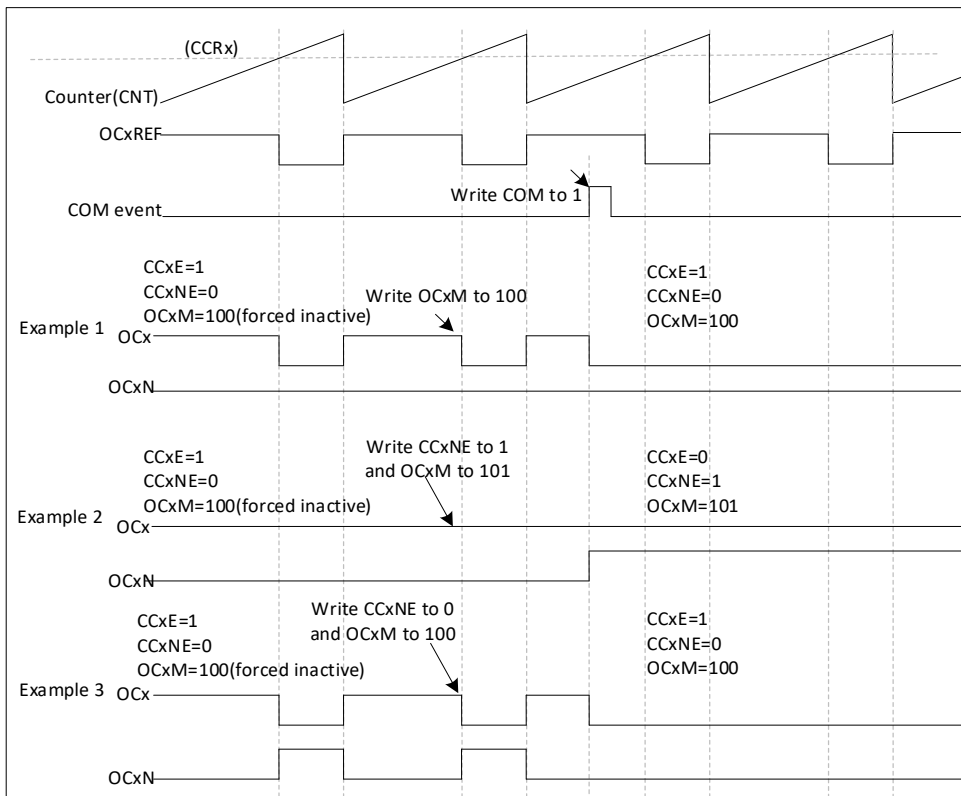 (CCRx)
Counter(CNT)
OCxREF
Write COM to 1
COM event
CCxE=1
CCxNE=0
OCxM=100(forced inactive)
Write OCxM to 100
CCxE=1
CCxNE=0
OCxM=100
Example 1
OCx
OCxN
CCxE=1
CCxNE=0
OCxM=100(forced inactive)
Write CCxNE to 1
and OCxM to 101
CCxE=0
CCxNE=1
OCxM=101
Example 2
OCx
OCxN
CCxE=1
CCxNE=0
OCxM=100(forced inactive)
Write CCxNE to 0
and OCxM to 100
CCxE=1
CCxNE=0
OCxM=100
Example 3
OCx
OCxN